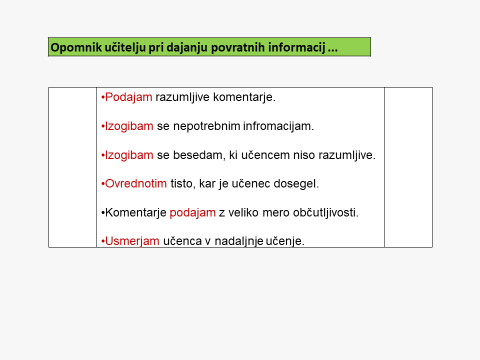 Opomnik učitelju pri dajanju povratnih informacij ...
•Podajam razumljive komentarje.
•Izogibam se nepotrebnim infromacijam.
•Izogibam se besedam, ki učencem niso razumljive.
•Ovrednotim tisto, kar je učenec dosegel.
•Komentarje podajam z veliko mero občutljivosti.
•Usmerjam učenca v nadaljnje učenje.